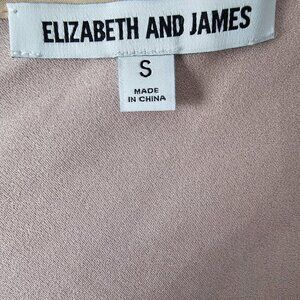 ELIZABETH AND JAMES
S
MADE
IN CHINA